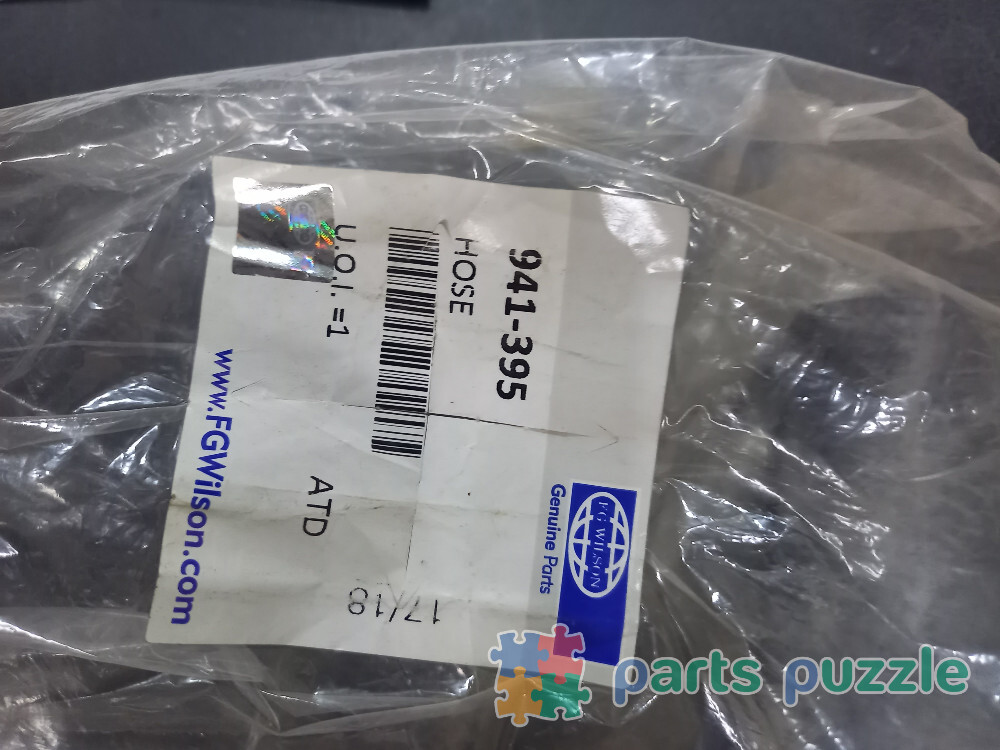 941-395
HOSE
U.O.I.=1
ATD
17/18
www.FGWilson.com
FG WILSON
Genuine Parts
parts puzzle